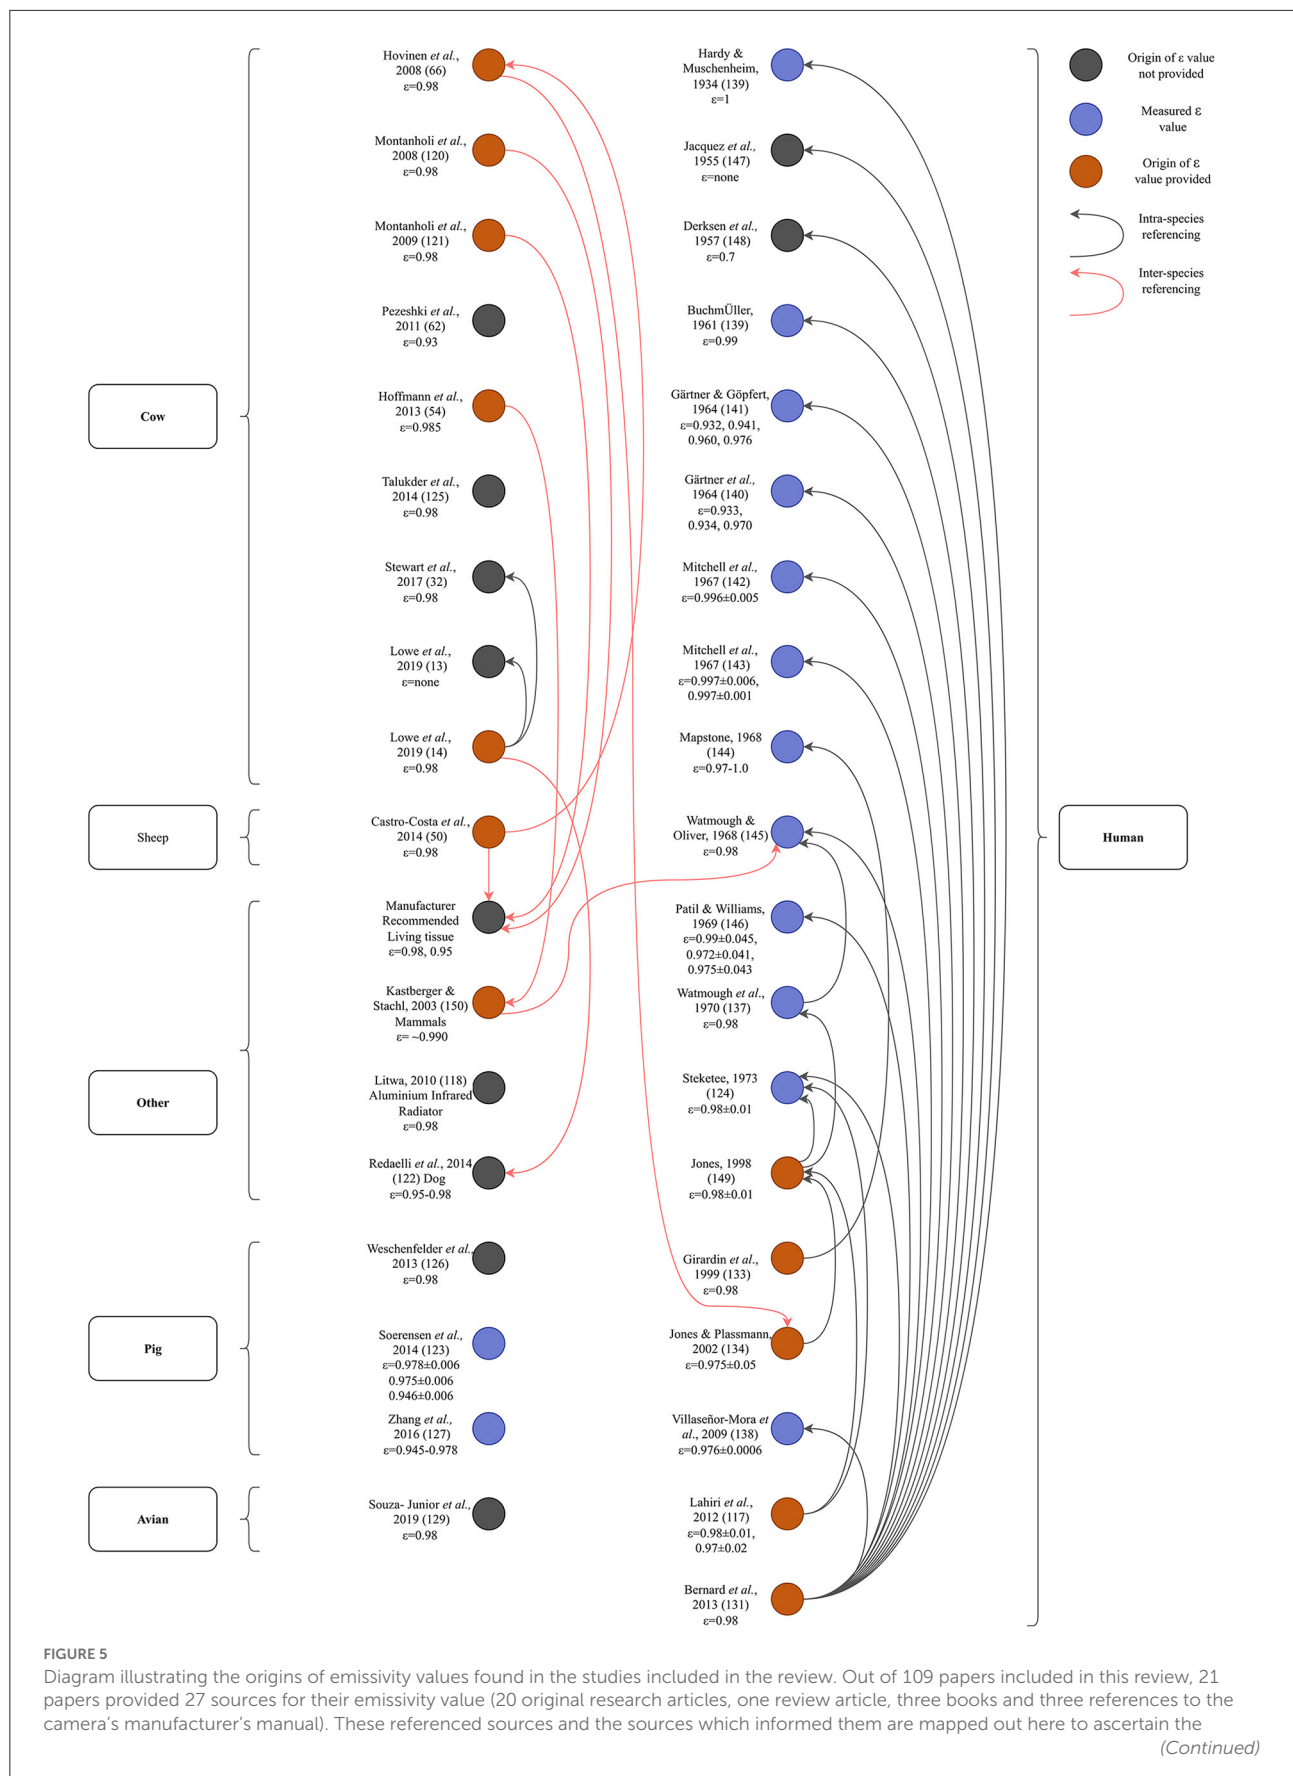 Cow
Hovinen et al.,
2008 (66)
ε=0.98
Montanholi et al.,
2008 (120)
ε=0.98
Montanholi et al.,
2009 (121)
ε=0.98
Pezeshki et al.,
2011 (62)
ε=0.93
Hoffmann et al.,
2013 (54)
ε=0.985
Talukder et al.,
2014 (125)
ε=0.98
Stewart et al.,
2017 (32)
ε=0.98
Lowe et al.,
2019 (13)
ε=none
Lowe et al.,
2019 (14)
ε=0.98
Sheep
Castro-Costa et al.,
2014 (50)
ε=0.98
Other
Manufacturer
Recommended
Living tissue
ε=0.98, 0.95
Kastberger &
Stachl, 2003 (150)
Mammals
ε= ~0.990
Litwa, 2010 (118)
Aluminium Infrared
Radiator
ε=0.98
Redaelli et al., 2014
(122) Dog
ε=0.95-0.98
Pig
Weschenfelder et al.,
2013 (126)
ε=0.98
Soerensen et al.,
2014 (123)
ε=0.978±0.006
0.975±0.006
0.946±0.006
Zhang et al.,
2016 (127)
ε=0.945-0.978
Avian
Souza- Junior et al.,
2019 (129)
ε=0.98
Hardy &
Muschenheim,
1934 (139)
ε=1
Jacquez et al.,
1955 (147)
ε=none
Derksen et al.,
1957 (148)
ε=0.7
BuchmÜller,
1961 (139)
ε=0.99
Gärtner & Göpfert,
1964 (141)
ε=0.932, 0.941,
0.960, 0.976
Gärtner et al.,
1964 (140)
ε=0.933,
0.934, 0.970
Mitchell et al.,
1967 (142)
ε=0.996±0.005
Mitchell et al.,
1967 (143)
ε=0.997±0.006,
0.997±0.001
Mapstone, 1968
(144)
ε=0.97-1.0
Watmough &
Oliver, 1968 (145)
ε=0.98
Patil & Williams,
1969 (146)
ε=0.99±0.045,
0.972±0.041,
0.975±0.043
Watmough et al.,
1970 (137)
ε=0.98
Steketee, 1973
(124)
ε=0.98±0.01
Jones, 1998
(149)
ε=0.98±0.01
Girardin et al.,
1999 (133)
ε=0.98
Jones & Plassmann,
2002 (134)
ε=0.975±0.05
Villaseñor-Mora et
al., 2009 (138)
ε=0.976±0.0006
Lahiri et al.,
2012 (117)
ε=0.98±0.01,
0.97±0.02
Bernard et al.,
2013 (131)
ε=0.98
Human
Origin of ε value
not provided
Measured ε
value
Origin of ε
value provided
Intra-species
referencing
Inter-species
referencing
FIGURE 5
Diagram illustrating the origins of emissivity values found in the studies included in the review. Out of 109 papers included in this review, 21
papers provided 27 sources for their emissivity value (20 original research articles, one review article, three books and three references to the
camera's manufacturer's manual). These referenced sources and the sources which informed them are mapped out here to ascertain the
(Continued)